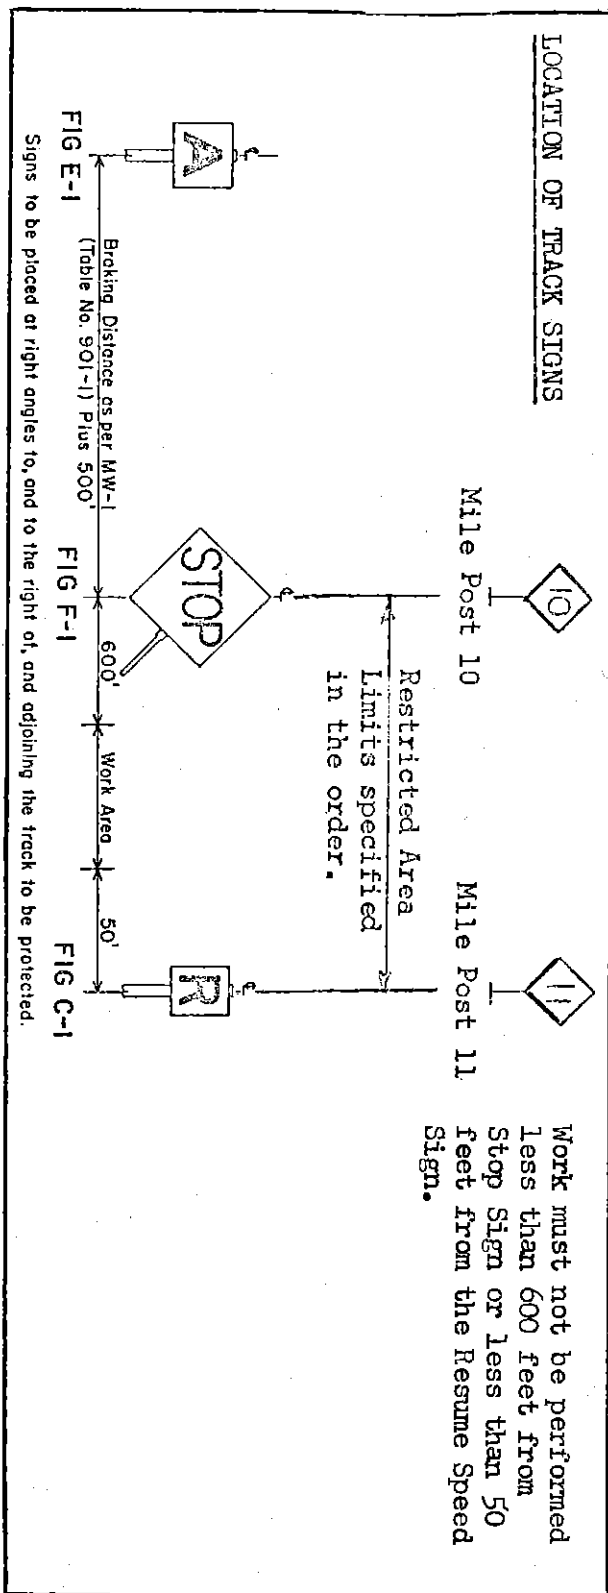 LOCATION OF TRACK SIGNS
10
11
Mile Post 10
Mile Post 11
Work must not be performed
less than 600 feet from
Stop Sign or less than 50
feet from the Resume Speed
Sign.
Restricted Area
Limits specified
in the order.
A
STOP
R
Braking Distance as per MW-1
(Table No. 901-1) Plus 500'
600'
Work Area
50'
FIG E-1
FIG F-1
FIG C-1
Signs to be placed at right angles to, and to the right of, and adjoining the track to be protected.